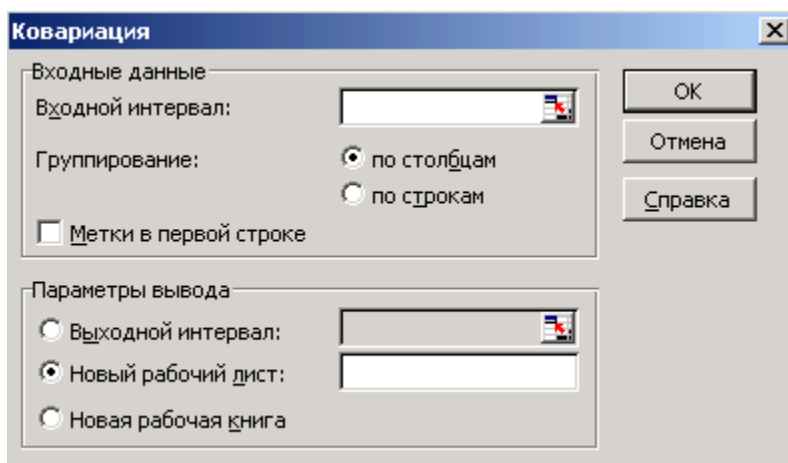 Ковариация
Входные данные
Входной интервал:
Группирование:
по столбцам
по строкам
Метки в первой строке
OK
Отмена
Справка
Параметры вывода
Выходной интервал:
Новый рабочий лист:
Новая рабочая книга